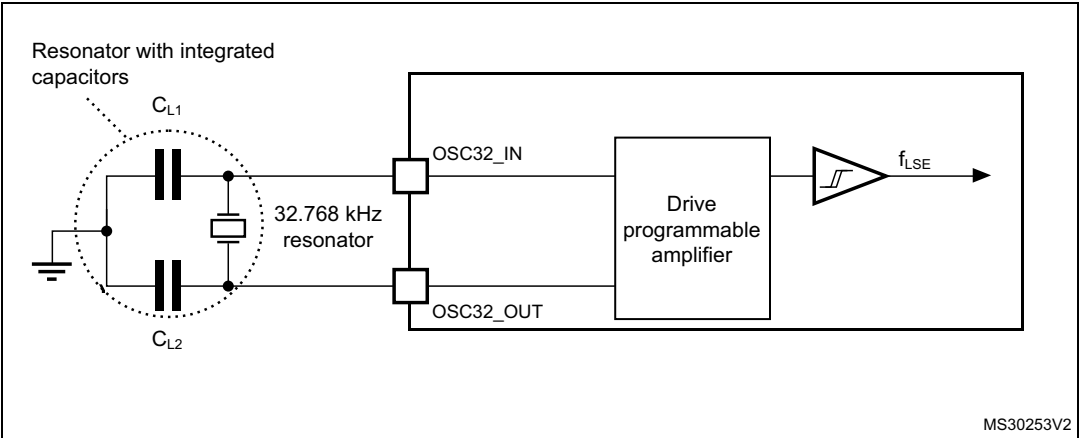 Resonator with integrated
capacitors
CL1
OSC32_IN
fLSE
32.768 kHz
resonator
Drive
programmable
amplifier
OSC32_OUT
CL2
MS30253V2